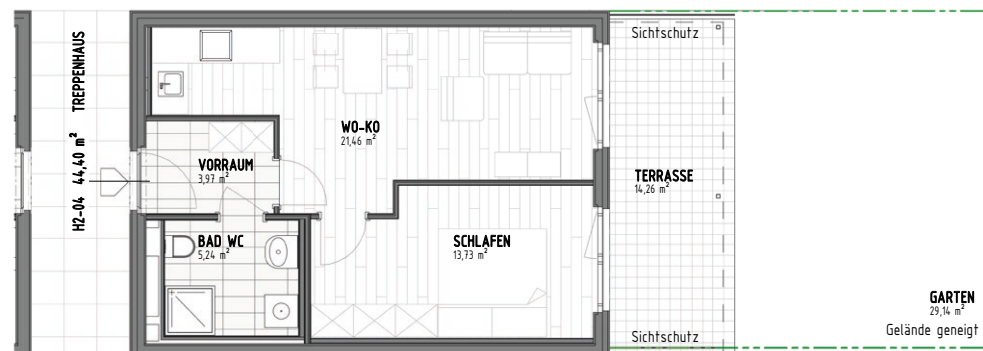 H2-04 44,40 m² TREPPENHAUS
WO-KO
21,46 m²
VORRAUM
3,97 m²
BAD WC
5,24 m²
SCHLAFEN
13,73 m²
Sichtschutz
TERRASSE
14,26 m²
Sichtschutz
GARTEN
29,14 m²
Gelände geneigt